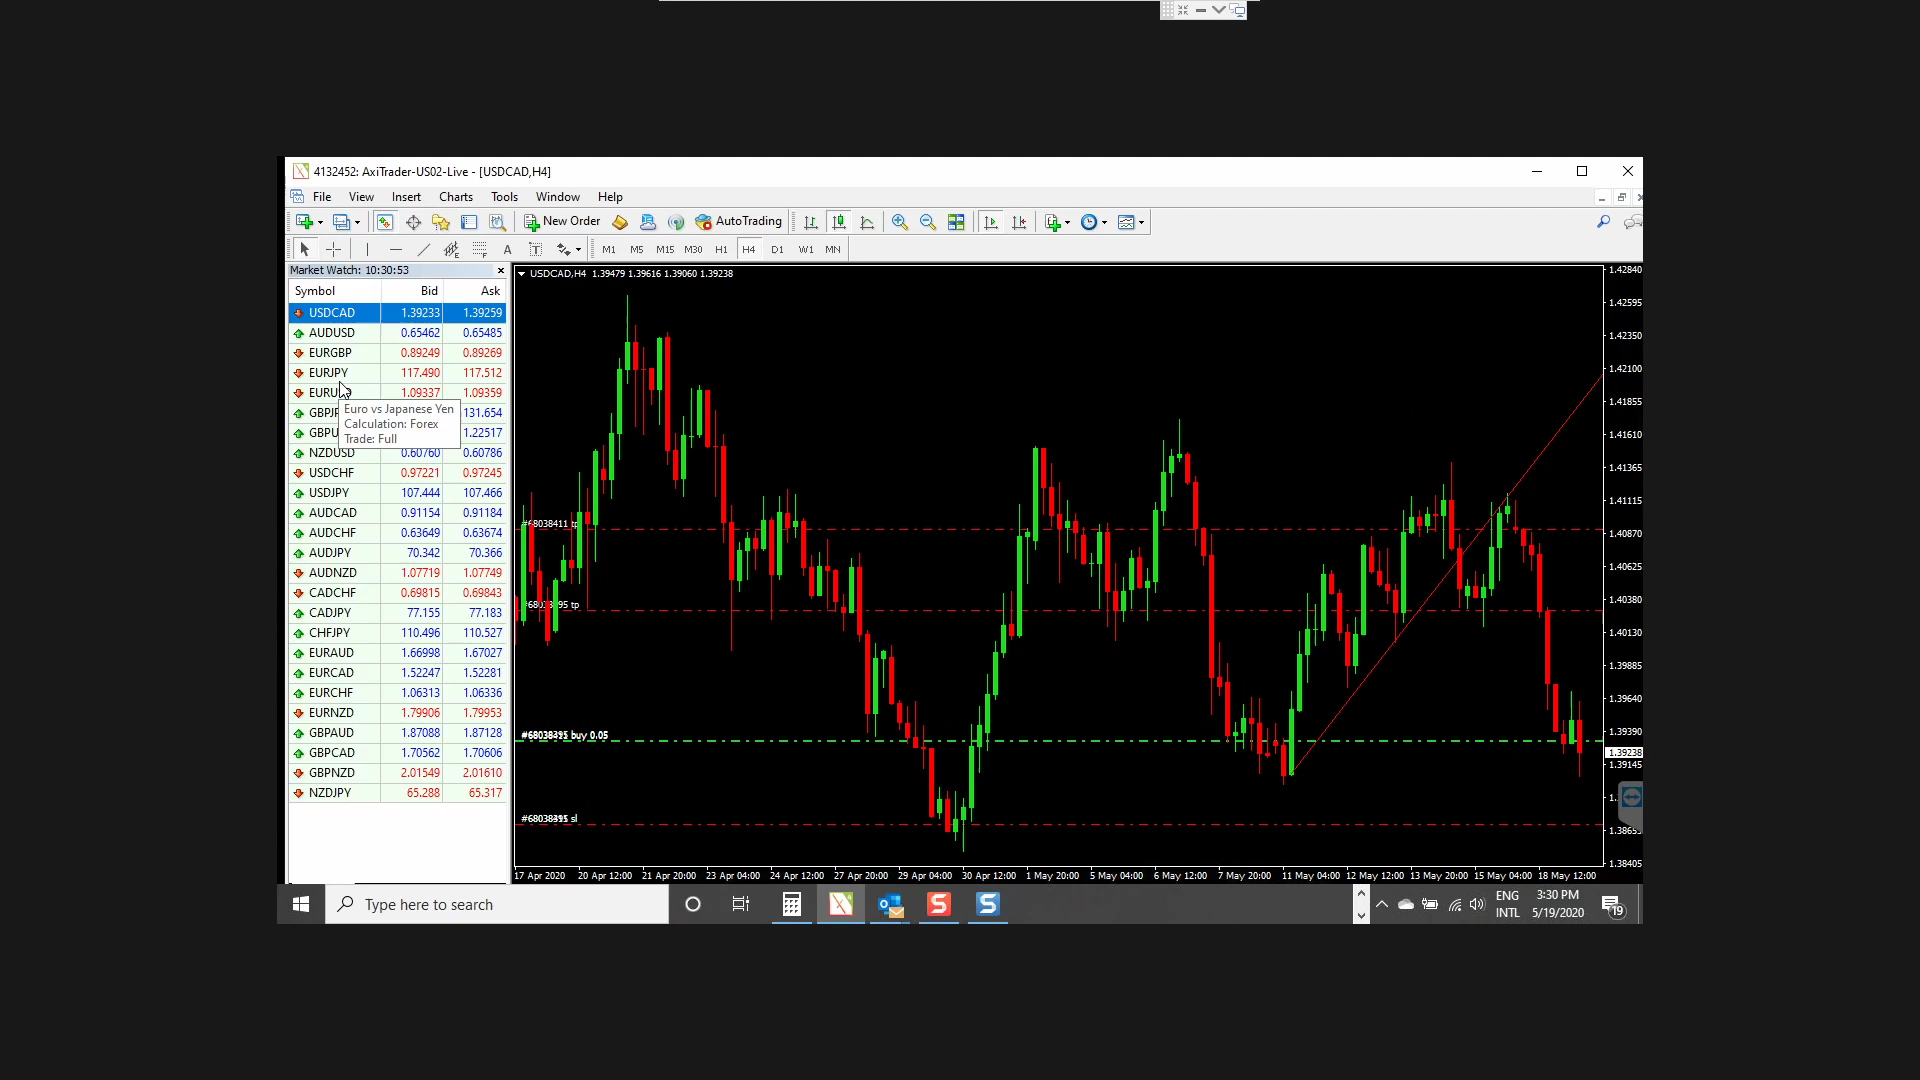 4132452: AxiTrader-US02-Live - [USDCAD,H4]
File View Insert Charts Tools Window Help
New Order AutoTrading
A T M1 M5 M15 M30 H1 H4 D1 W1 MN
Market Watch: 10:30:53
Symbol Bid Ask
USDCAD 1.39233 1.39259
AUDUSD 0.65462 0.65485
EURGBP 0.89249 0.89269
EURJPY 117.490 117.512
EURU 1.09337 1.09359
GBPJP 131.654
GBPU 1.22517
NZDUSD 0.60760 0.60786
USDCHF 0.97221 0.97245
USDJPY 107.444 107.466
AUDCAD 0.91154 0.91184
AUDCHF 0.63649 0.63674
AUDJPY 70.342 70.366
AUDNZD 1.07719 1.07749
CADCHF 0.69815 0.69843
CADJPY 77.155 77.183
CHFJPY 110.496 110.527
EURAUD 1.66998 1.67027
EURCAD 1.52247 1.52281
EURCHF 1.06313 1.06336
EURNZD 1.79906 1.79953
GBPAUD 1.87088 1.87128
GBPCAD 1.70562 1.70606
GBPNZD 2.01549 2.01610
NZDJPY 65.288 65.317
Euro vs Japanese Yen
Calculation: Forex
Trade: Full
USDCAD,H4 1.39479 1.39616 1.39060 1.39238
#68038411 tp
tp
buy 0.05
sl
1.42840
1.42595
1.42350
1.42100
1.41855
1.41610
1.41365
1.41115
1.40870
1.40625
1.40380
1.40130
1.39885
1.39640
1.39390
1.39238
1.39145
1.38655
1.38405
17 Apr 2020 20 Apr 12:00 21 Apr 20:00 23 Apr 04:00 24 Apr 12:00 27 Apr 20:00 29 Apr 04:00 30 Apr 12:00 1 May 20:00 5 May 04:00 6 May 12:00 7 May 20:00 11 May 04:00 12 May 12:00 13 May 20:00 15 May 04:00 18 May 12:00
Type here to search
ENG
INTL
3:30 PM
5/19/2020
19